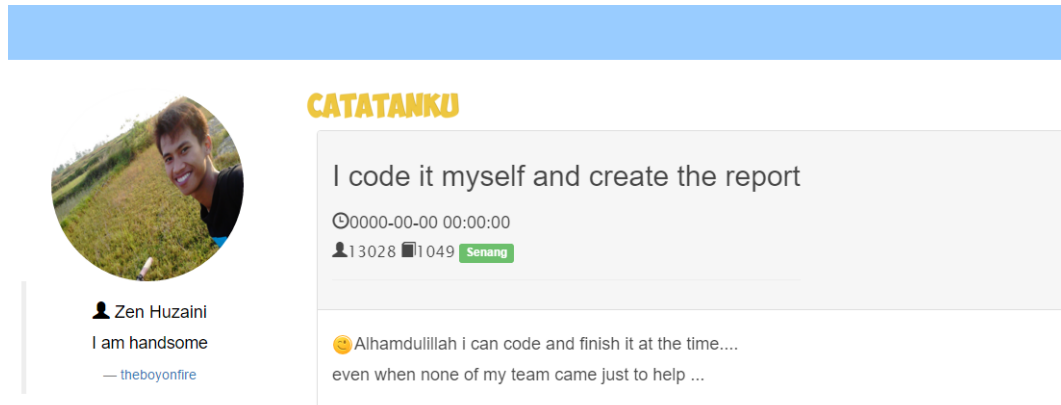 CATATANKU
I code it myself and create the report
0000-00-00 00:00:00
13028 1049 Senang
Zen Huzaini
I am handsome
— theboyonfire
Alhamdulillah i can code and finish it at the time....
even when none of my team came just to help ...